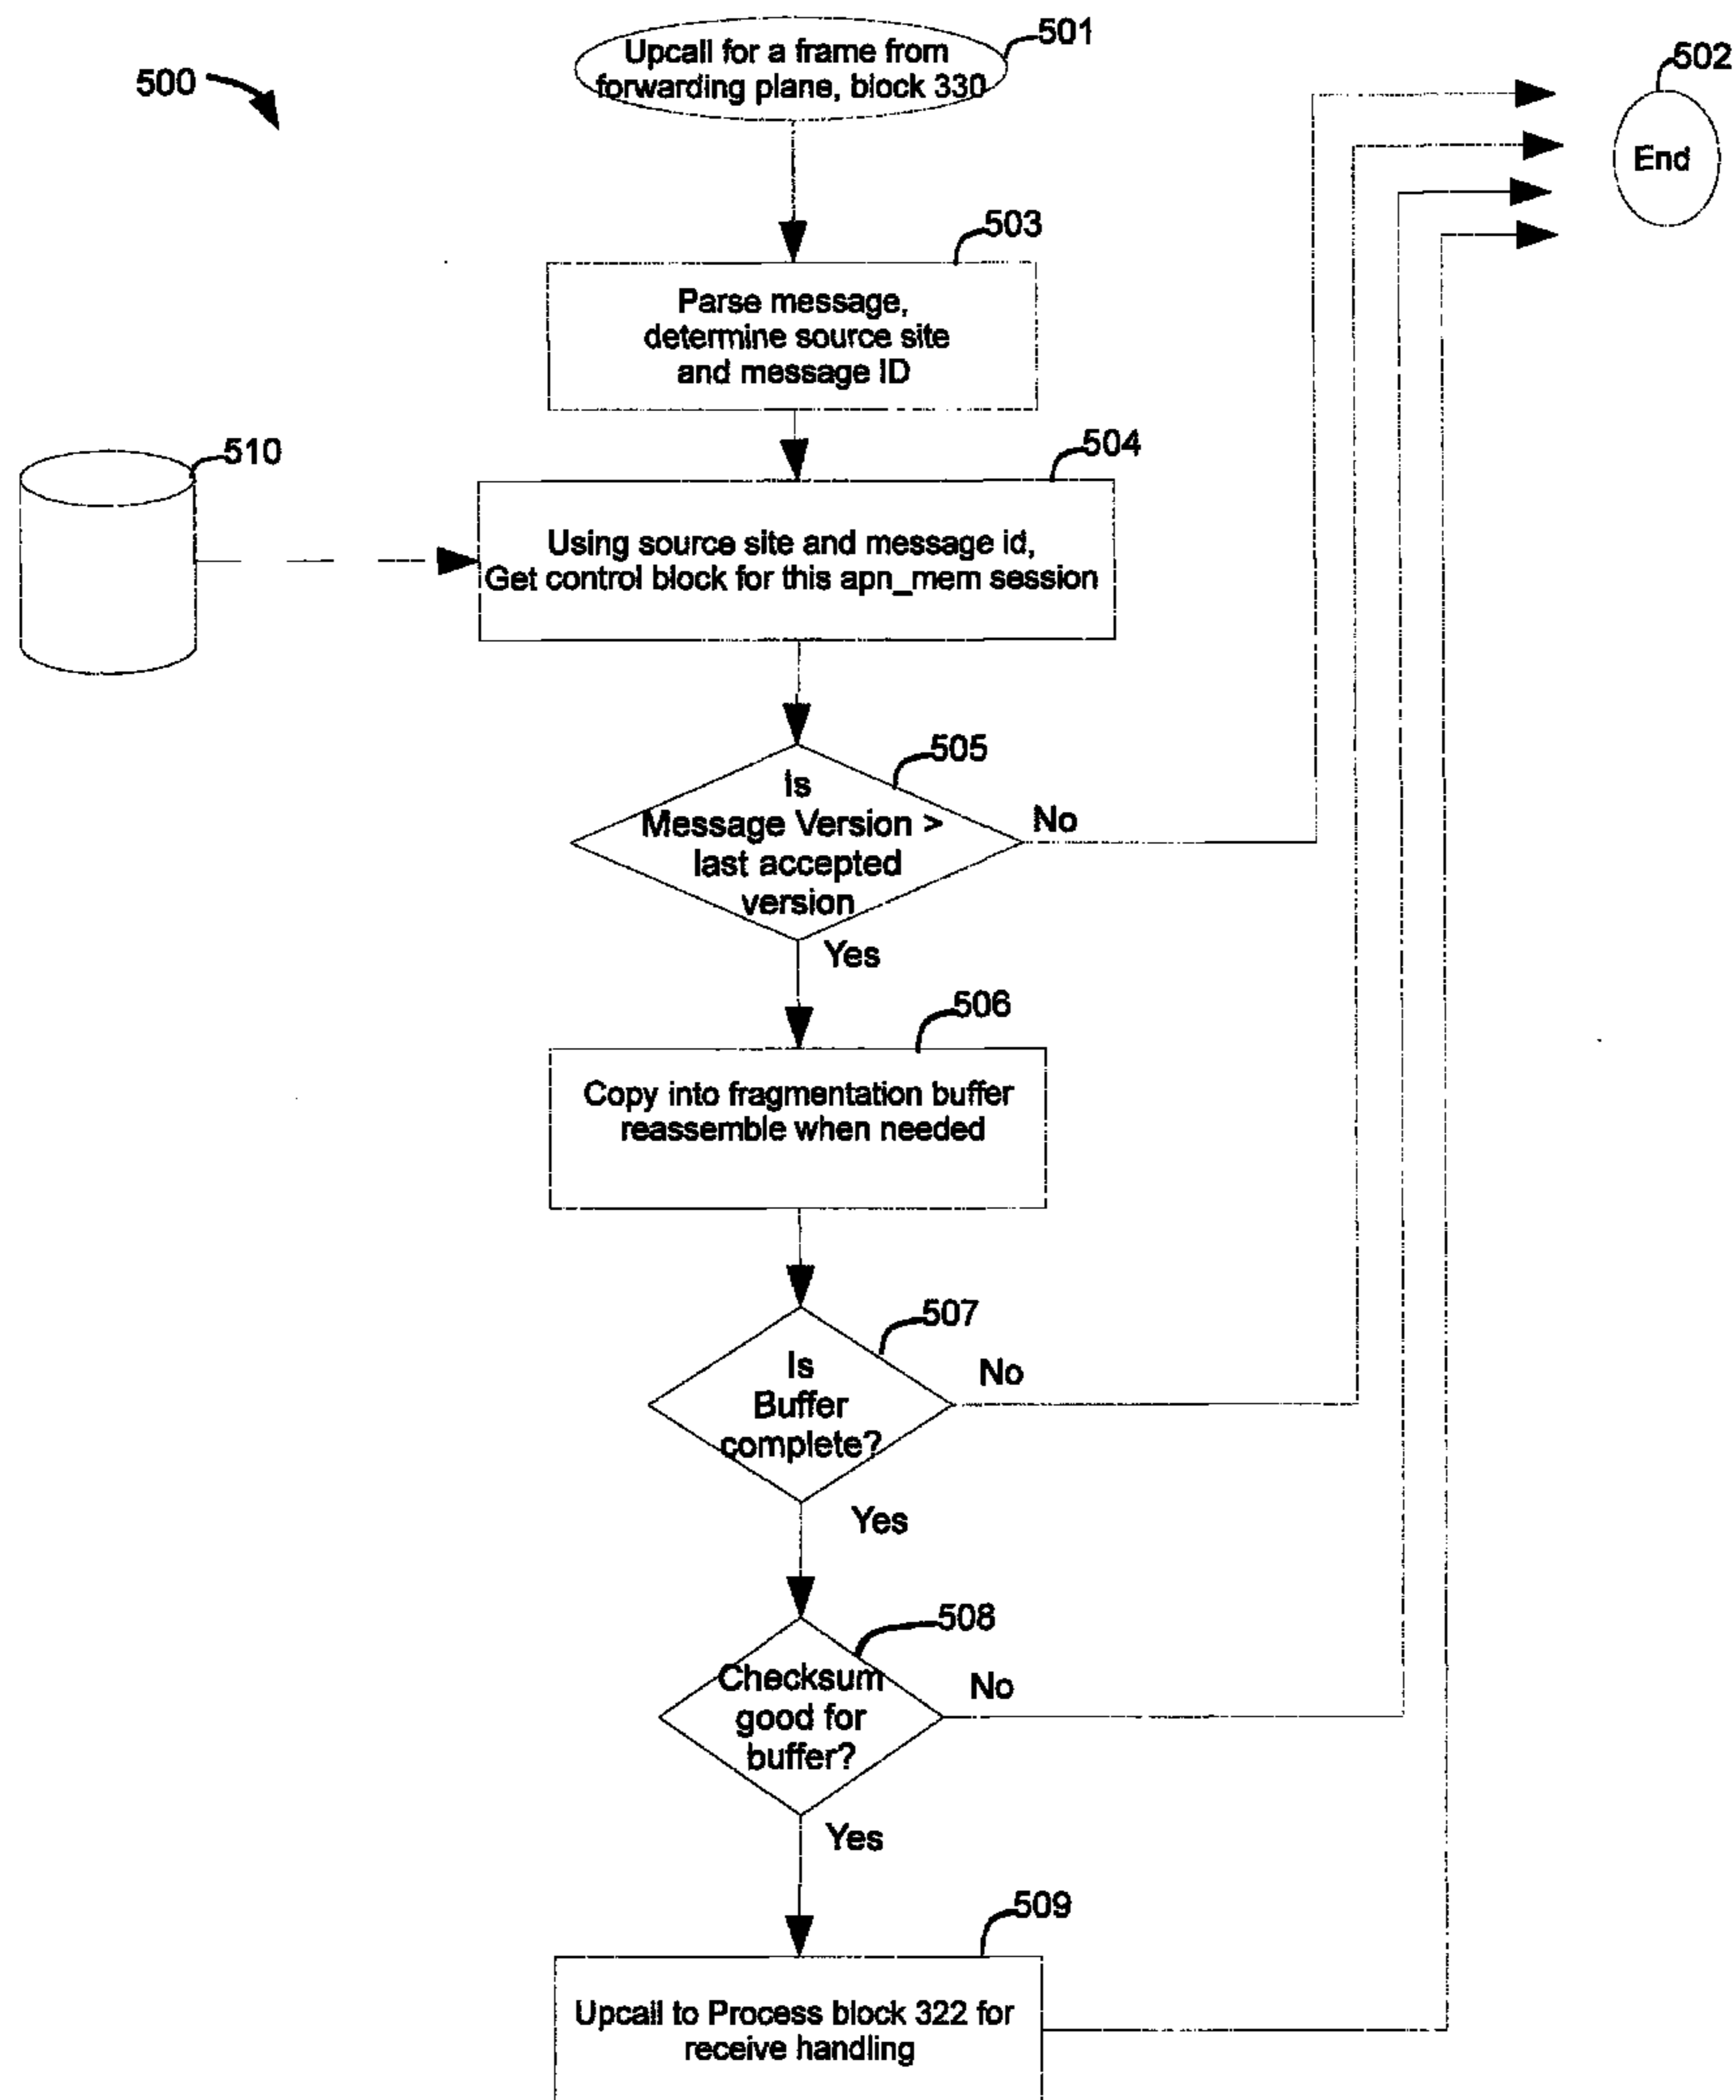 501
Upcall for a frame from
forwarding plane, block 330
500
502
End
503
Parse message,
determine source site
and message ID
510
504
Using source site and message id,
Get control block for this apn_mem session
505
Is
Message Version >
last accepted
version
No
Yes
506
Copy into fragmentation buffer
reassemble when needed
507
Is
Buffer
complete?
No
Yes
508
Checksum
good for
buffer?
No
Yes
509
Upcall to Process block 322 for
receive handling